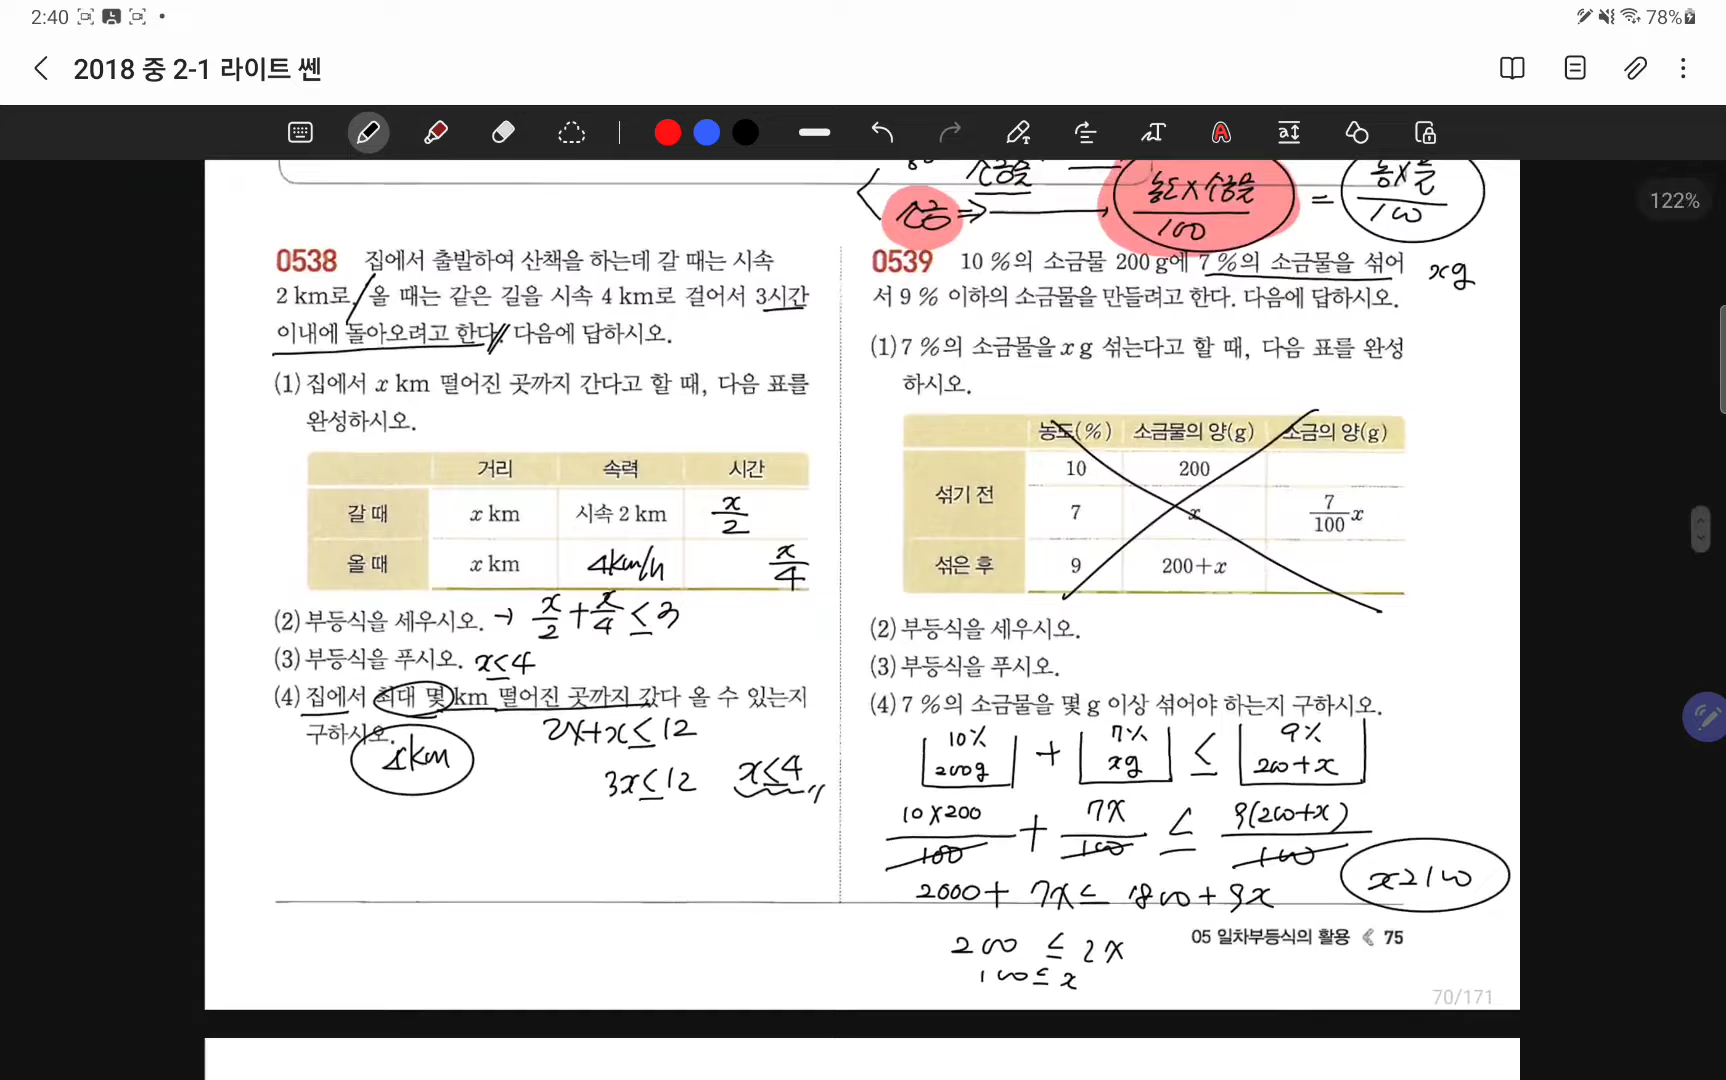 2:40
78%
2018 중 2-1 라이트 쎈
122%
소금물
소금 ⇒
농도×소금물
100
=
농×물
100
0538 집에서 출발하여 산책을 하는데 갈 때는 시속
2 km로, 올 때는 같은 길을 시속 4 km로 걸어서 3시간
이내에 돌아오려고 한다. 다음에 답하시오.
(1) 집에서 x km 떨어진 곳까지 간다고 할 때, 다음 표를
완성하시오.
거리 속력 시간
갈 때 x km 시속 2 km x/2
올 때 x km 4km/h x/4
(2) 부등식을 세우시오. → x/2 + x/4 ≤ 3
(3) 부등식을 푸시오. x≤4
(4) 집에서 최대 몇 km 떨어진 곳까지 갔다 올 수 있는지
구하시오.
4km
2x+x≤12
3x≤12 x≤4
0539 10 %의 소금물 200 g에 7 %의 소금물을 섞어
xg
서 9 % 이하의 소금물을 만들려고 한다. 다음에 답하시오.
(1) 7 %의 소금물을 x g 섞는다고 할 때, 다음 표를 완성
하시오.
농도(%) 소금물의 양(g) 소금의 양(g)
섞기 전 10 200
7 x 7/100 x
섞은 후 9 200+x
(2) 부등식을 세우시오.
(3) 부등식을 푸시오.
(4) 7 %의 소금물을 몇 g 이상 섞어야 하는지 구하시오.
10% 7% 9%
200g + xg ≤ 200+x
10×200/100 + 7x/100 ≤ 9(200+x)/100
x≥100
2000+ 7x≤ 1800+9x
200 ≤ 2x
100≤x
05 일차부등식의 활용 75
70/171